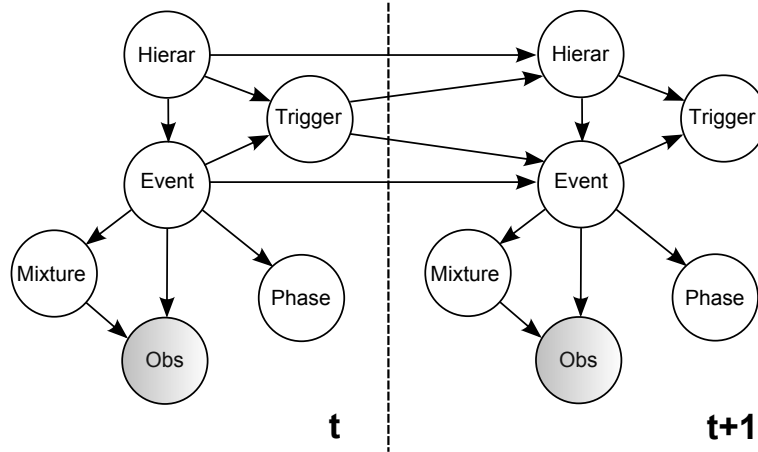 Hierar
Trigger
Event
Mixture
Phase
Obs
t
Hierar
Trigger
Event
Mixture
Phase
Obs
t+1